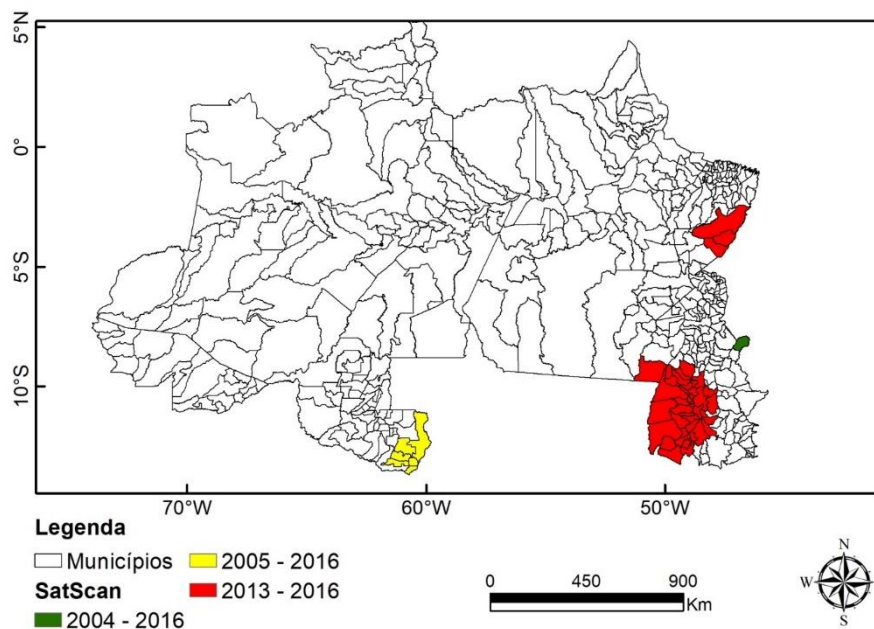 5°N
0°
5°S
10°S
70°W
60°W
50°W
Legenda
Municípios
2005 - 2016
SatScan
2013 - 2016
2004 - 2016
0
450
900
Km
N
W
E
S